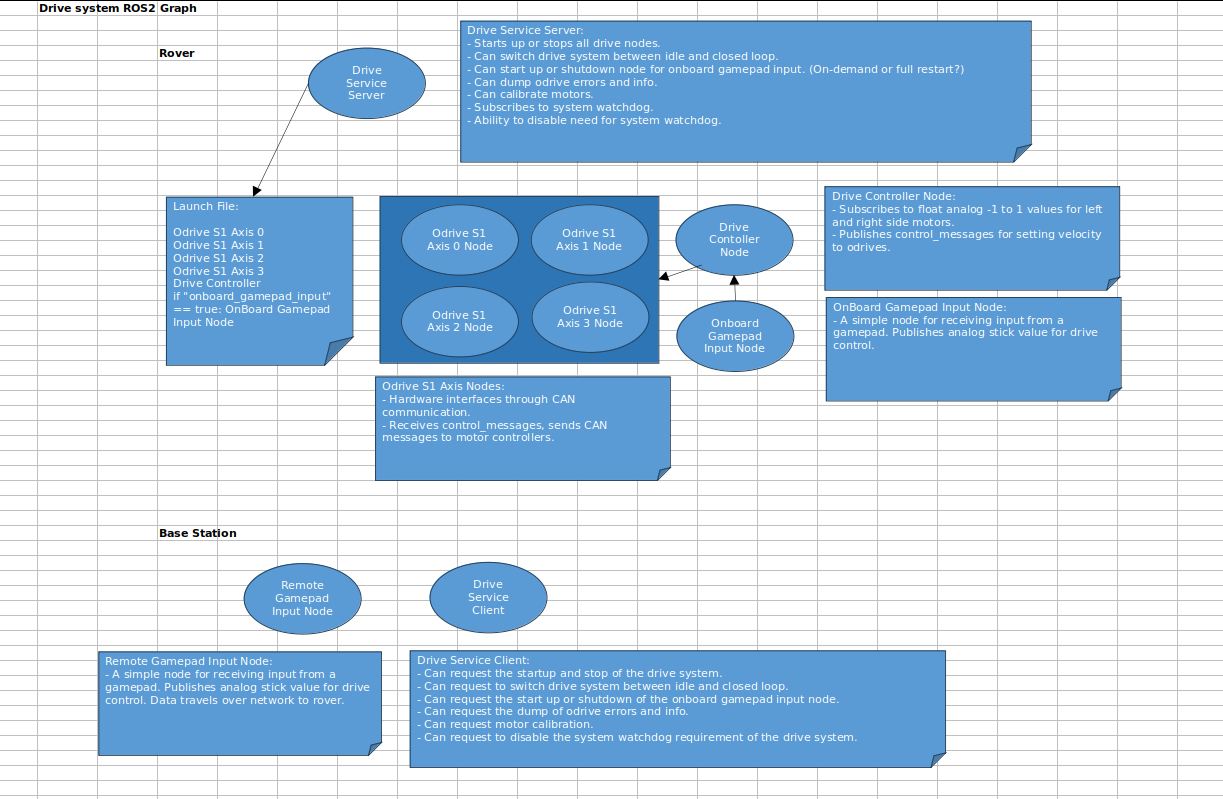 Drive system ROS2 Graph
Rover
Drive
Service
Server
Drive Service Server:
- Starts up or stops all drive nodes.
- Can switch drive system between idle and closed loop.
- Can start up or shutdown node for onboard gamepad input. (On-demand or full restart?)
- Can dump odrive errors and info.
- Can calibrate motors.
- Subscribes to system watchdog.
- Ability to disable need for system watchdog.
Launch File:
Odrive S1 Axis 0
Odrive S1 Axis 1
Odrive S1 Axis 2
Odrive S1 Axis 3
Drive Controller
if "onboard_gamepad_input"
== true: OnBoard Gamepad
Input Node
Odrive S1
Axis 0 Node
Odrive S1
Axis 1 Node
Odrive S1
Axis 2 Node
Odrive S1
Axis 3 Node
Drive
Contoller
Node
Onboard
Gamepad
Input Node
Drive Controller Node:
- Subscribes to float analog -1 to 1 values for left
and right side motors.
- Publishes control_messages for setting velocity
to odrives.
OnBoard Gamepad Input Node:
- A simple node for receiving input from a
gamepad. Publishes analog stick value for drive
control.
Odrive S1 Axis Nodes:
- Hardware interfaces through CAN
communication.
- Receives control_messages, sends CAN
messages to motor controllers.
Base Station
Remote
Gamepad
Input Node
Drive
Service
Client
Remote Gamepad Input Node:
- A simple node for receiving input from a
gamepad. Publishes analog stick value for drive
control. Data travels over network to rover.
Drive Service Client:
- Can request the startup and stop of the drive system.
- Can request to switch drive system between idle and closed loop.
- Can request the start up or shutdown of the onboard gamepad input node.
- Can request the dump of odrive errors and info.
- Can request motor calibration.
- Can request to disable the system watchdog requirement of the drive system.